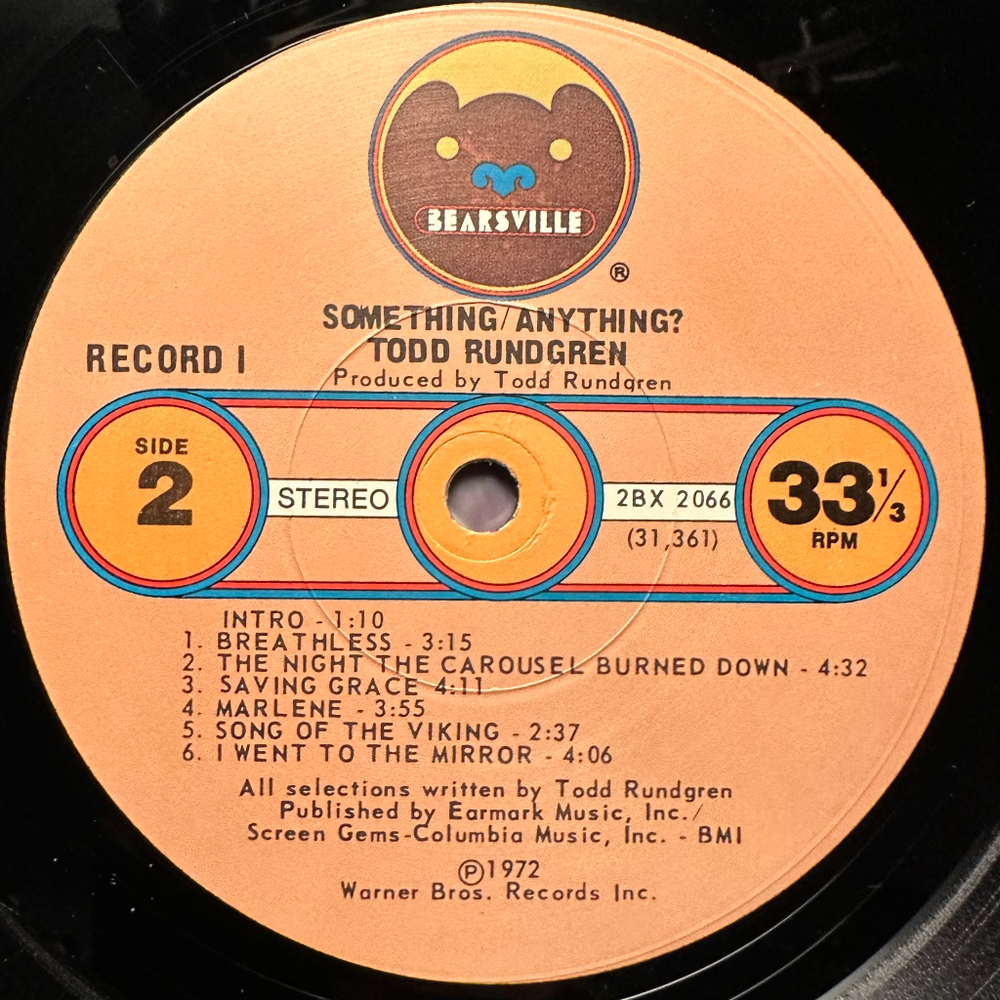 BEARSVILLE
®
SOMETHING/ANYTHING?
TODD RUNDGREN
RECORD I
Produced by Todd Rundgren
SIDE
2
STEREO
2BX 2066
(31,361)
33 1/3
RPM
INTRO - 1:10
1. BREATHLESS - 3:15
2. THE NIGHT THE CAROUSEL BURNED DOWN - 4:32
3. SAVING GRACE 4:11
4. MARLENE - 3:55
5. SONG OF THE VIKING - 2:37
6. I WENT TO THE MIRROR - 4:06
All selections written by Todd Rundgren
Published by Earmark Music, Inc./
Screen Gems-Columbia Music, Inc. - BMI
℗1972
Warner Bros. Records Inc.